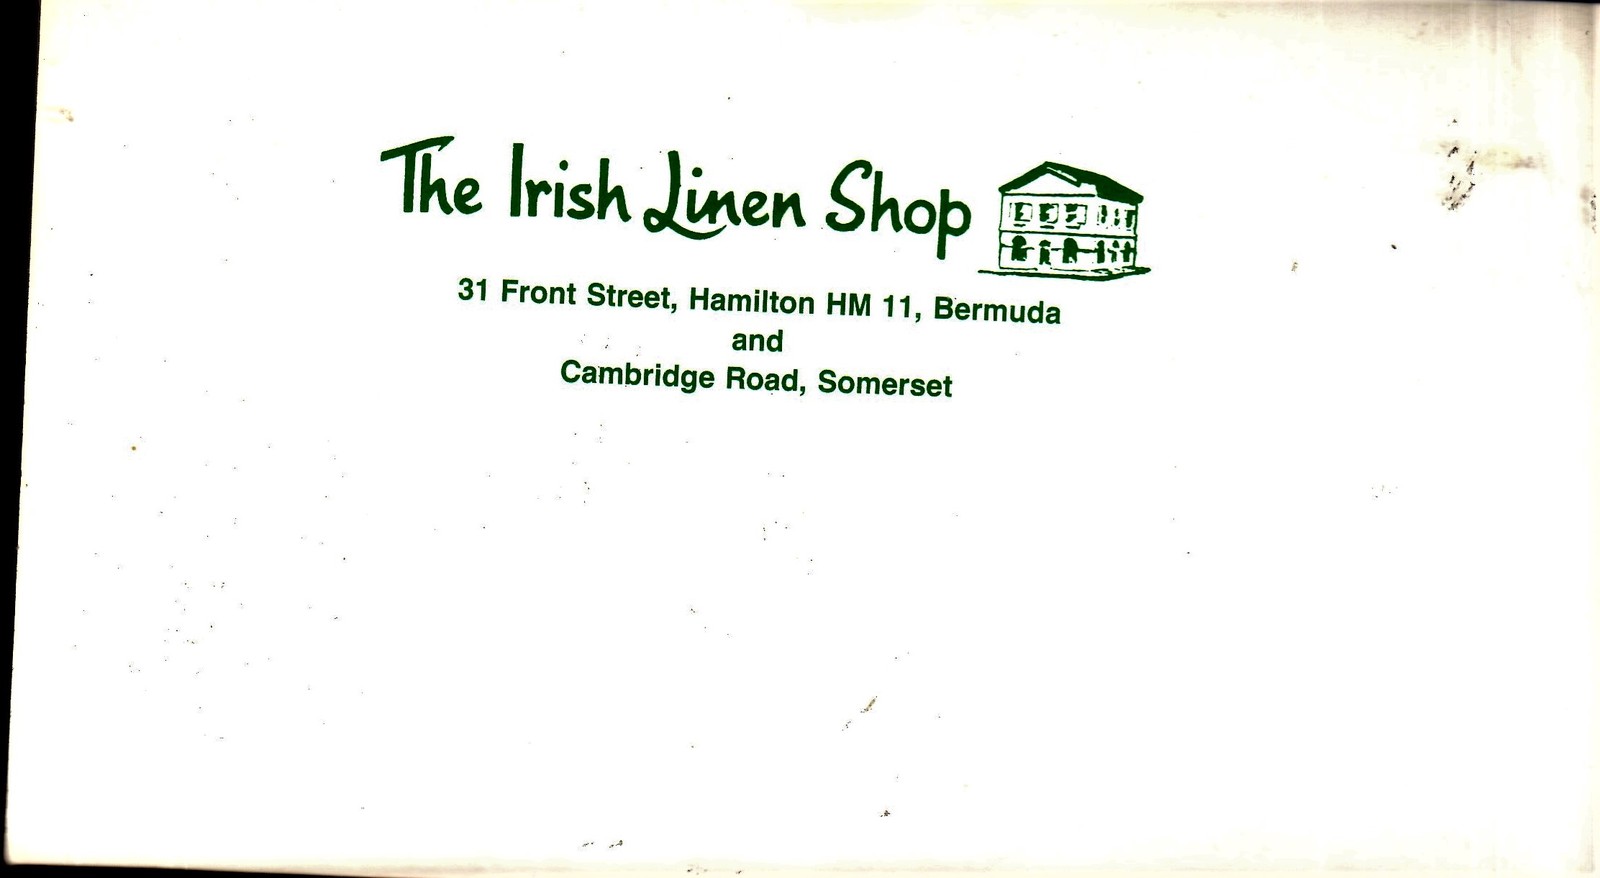 The Irish Linen Shop
31 Front Street, Hamilton HM 11, Bermuda
and
Cambridge Road, Somerset